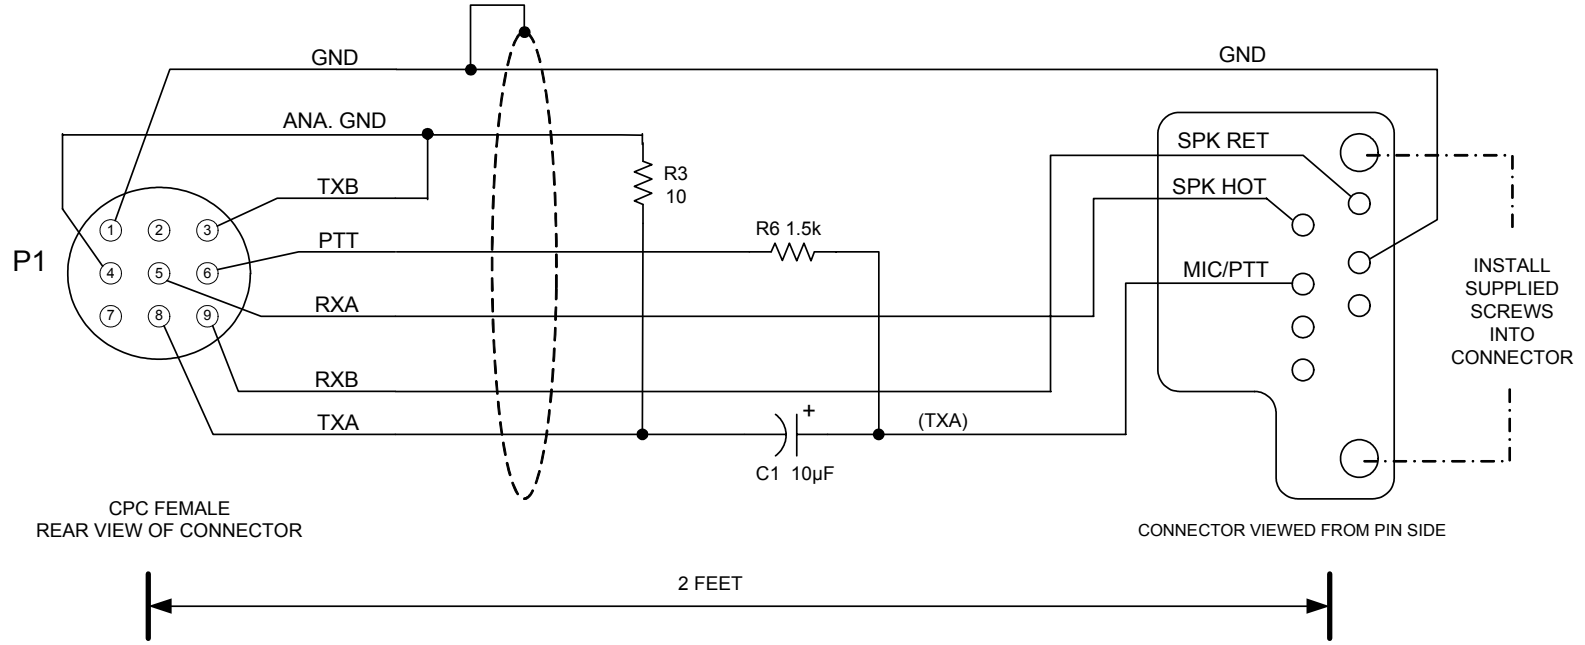 GND
GND
ANA. GND
SPK RET
R3
10
TXB
SPK HOT
1
2
3
PTT
R6 1.5k
P1
4
5
6
MIC/PTT
INSTALL
SUPPLIED
SCREWS
INTO
CONNECTOR
RXA
7
8
9
RXB
TXA
+
(TXA)
C1 10µF
CPC FEMALE
REAR VIEW OF CONNECTOR
CONNECTOR VIEWED FROM PIN SIDE
2 FEET